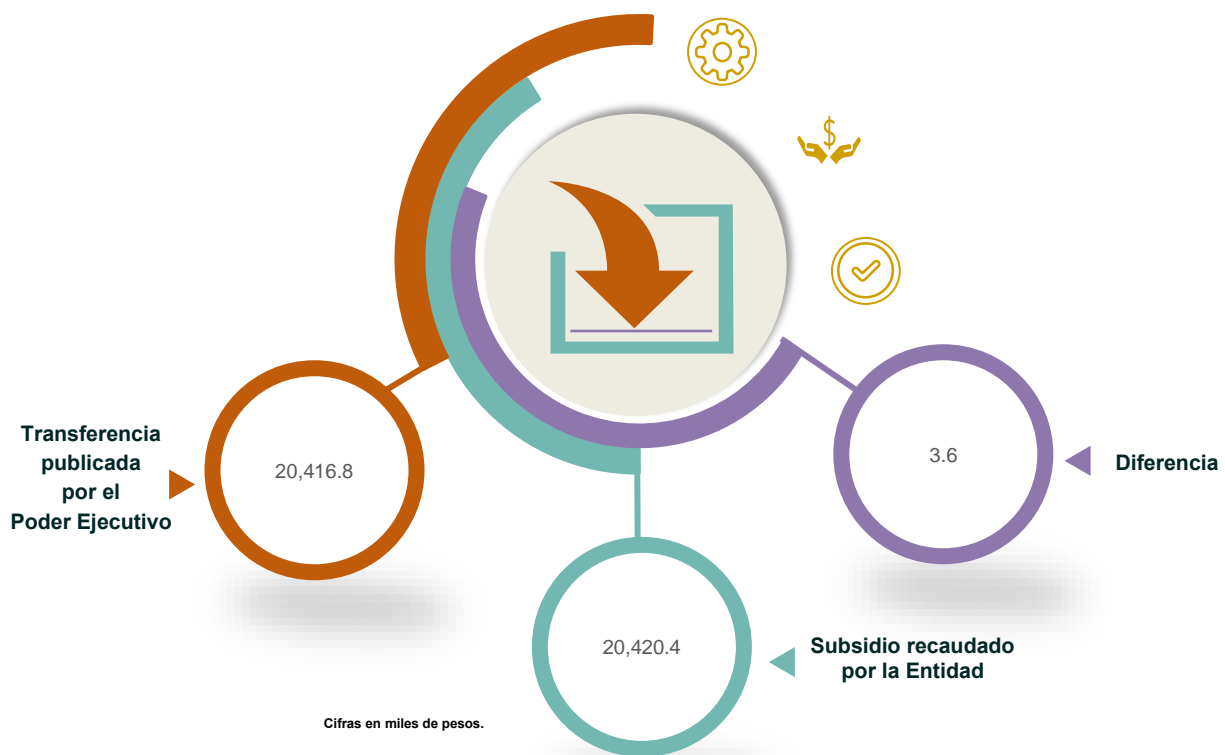 Transferencia
publicada
por el
Poder Ejecutivo
20,416.8
3.6
Diferencia
20,420.4
Subsidio recaudado
por la Entidad
Cifras en miles de pesos.
$